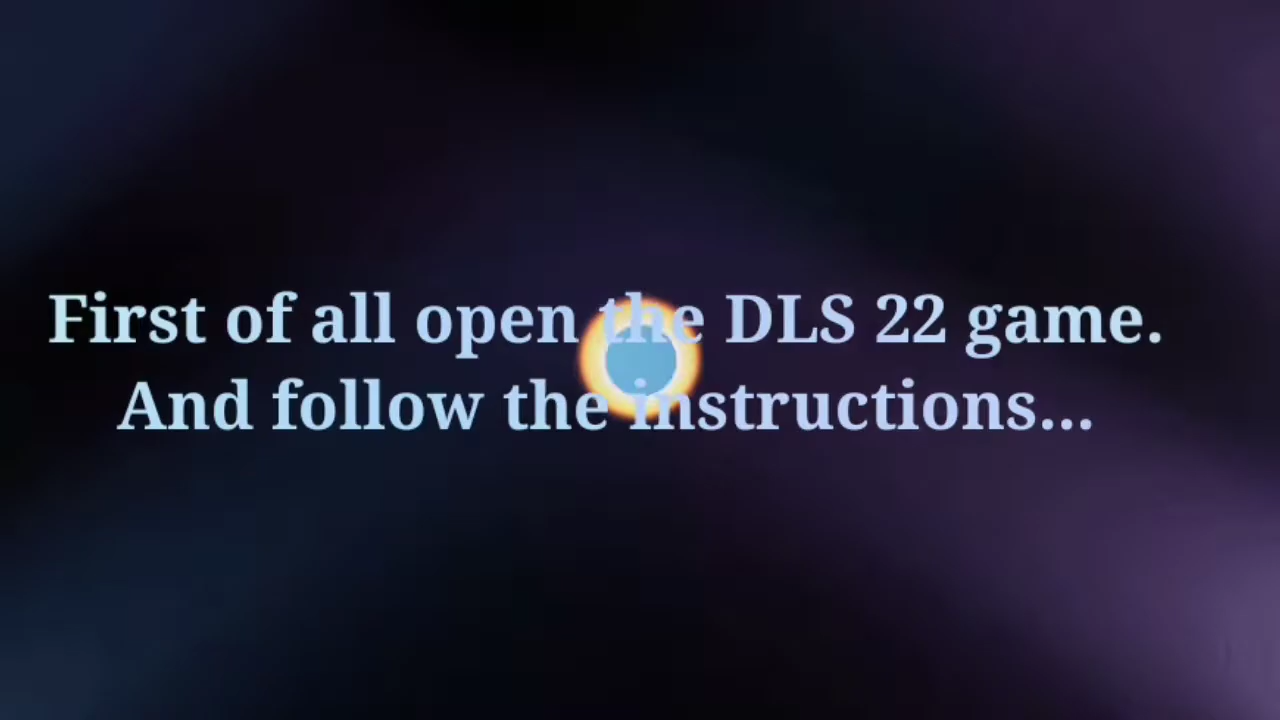 First of all open the DLS 22 game.
And follow the instructions...